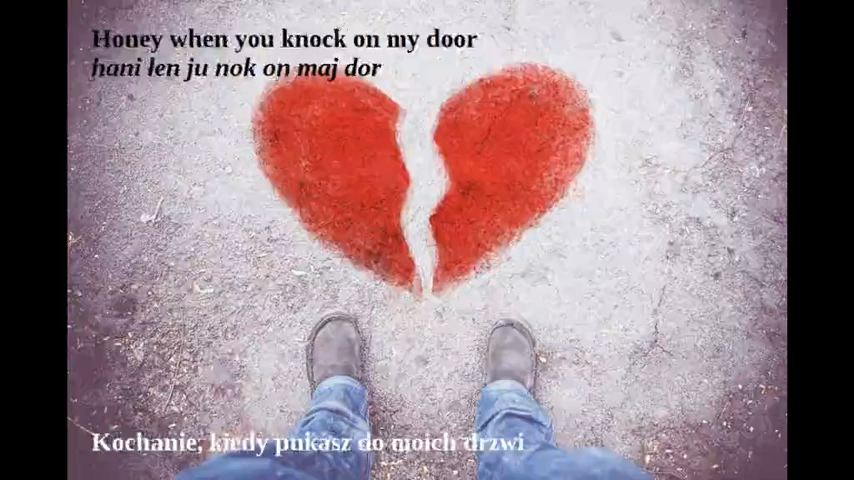 Honey when you knock on my door
hani łen ju nok on maj dor
Kochanie, kiedy pukasz do moich drzwi